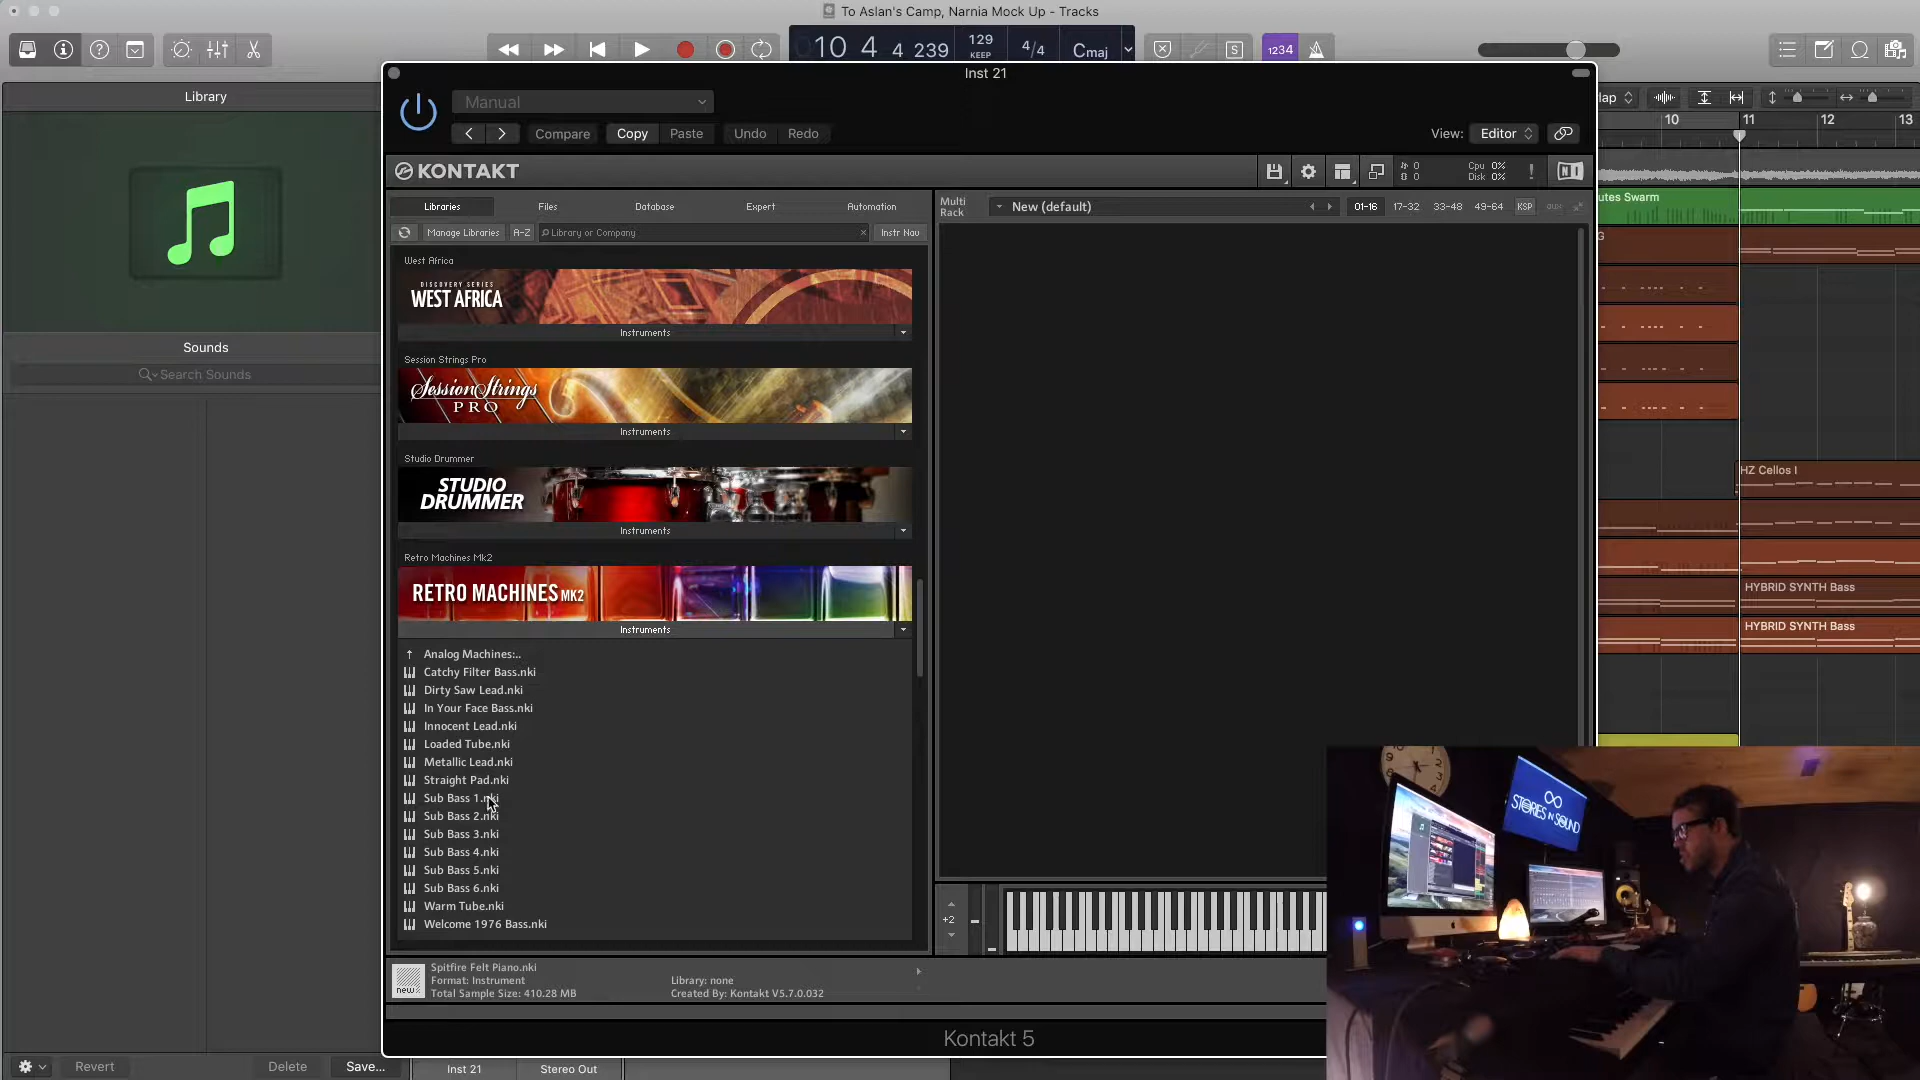 To Aslan's Camp, Narnia Mock Up - Tracks
10 4 4 239
129
KEEP
4/4
Cmaj
S
1234
Inst 21
Library
Manual
Compare
Copy
Paste
Undo
Redo
View:
Editor
lap
10
11
12
13
KONTAKT
0
0
Cpu 0%
Disk 0%
!
NI
Libraries
Files
Database
Expert
Automation
Multi
Rack
New (default)
01-16
17-32
33-48
49-64
KSP
aux
Manage Libraries
A-Z
Library or Company
Instr Nav
utes Swarm
G
West Africa
DISCOVERY SERIES
WEST AFRICA
Instruments
Session Strings Pro
Session Strings
PRO
Instruments
Studio Drummer
STUDIO
DRUMMER
Instruments
Retro Machines Mk2
RETRO MACHINES MK2
Instruments
Analog Machines:..
Catchy Filter Bass.nki
Dirty Saw Lead.nki
In Your Face Bass.nki
Innocent Lead.nki
Loaded Tube.nki
Metallic Lead.nki
Straight Pad.nki
Sub Bass 1.nki
Sub Bass 2.nki
Sub Bass 3.nki
Sub Bass 4.nki
Sub Bass 5.nki
Sub Bass 6.nki
Warm Tube.nki
Welcome 1976 Bass.nki
Sounds
Search Sounds
HZ Cellos I
HYBRID SYNTH Bass
HYBRID SYNTH Bass
+2
new
Spitfire Felt Piano.nki
Format: Instrument
Total Sample Size: 410.28 MB
Library: none
Created By: Kontakt V5.7.0.032
Kontakt 5
STORIES IN SOUND
Revert
Delete
Save...
Inst 21
Stereo Out